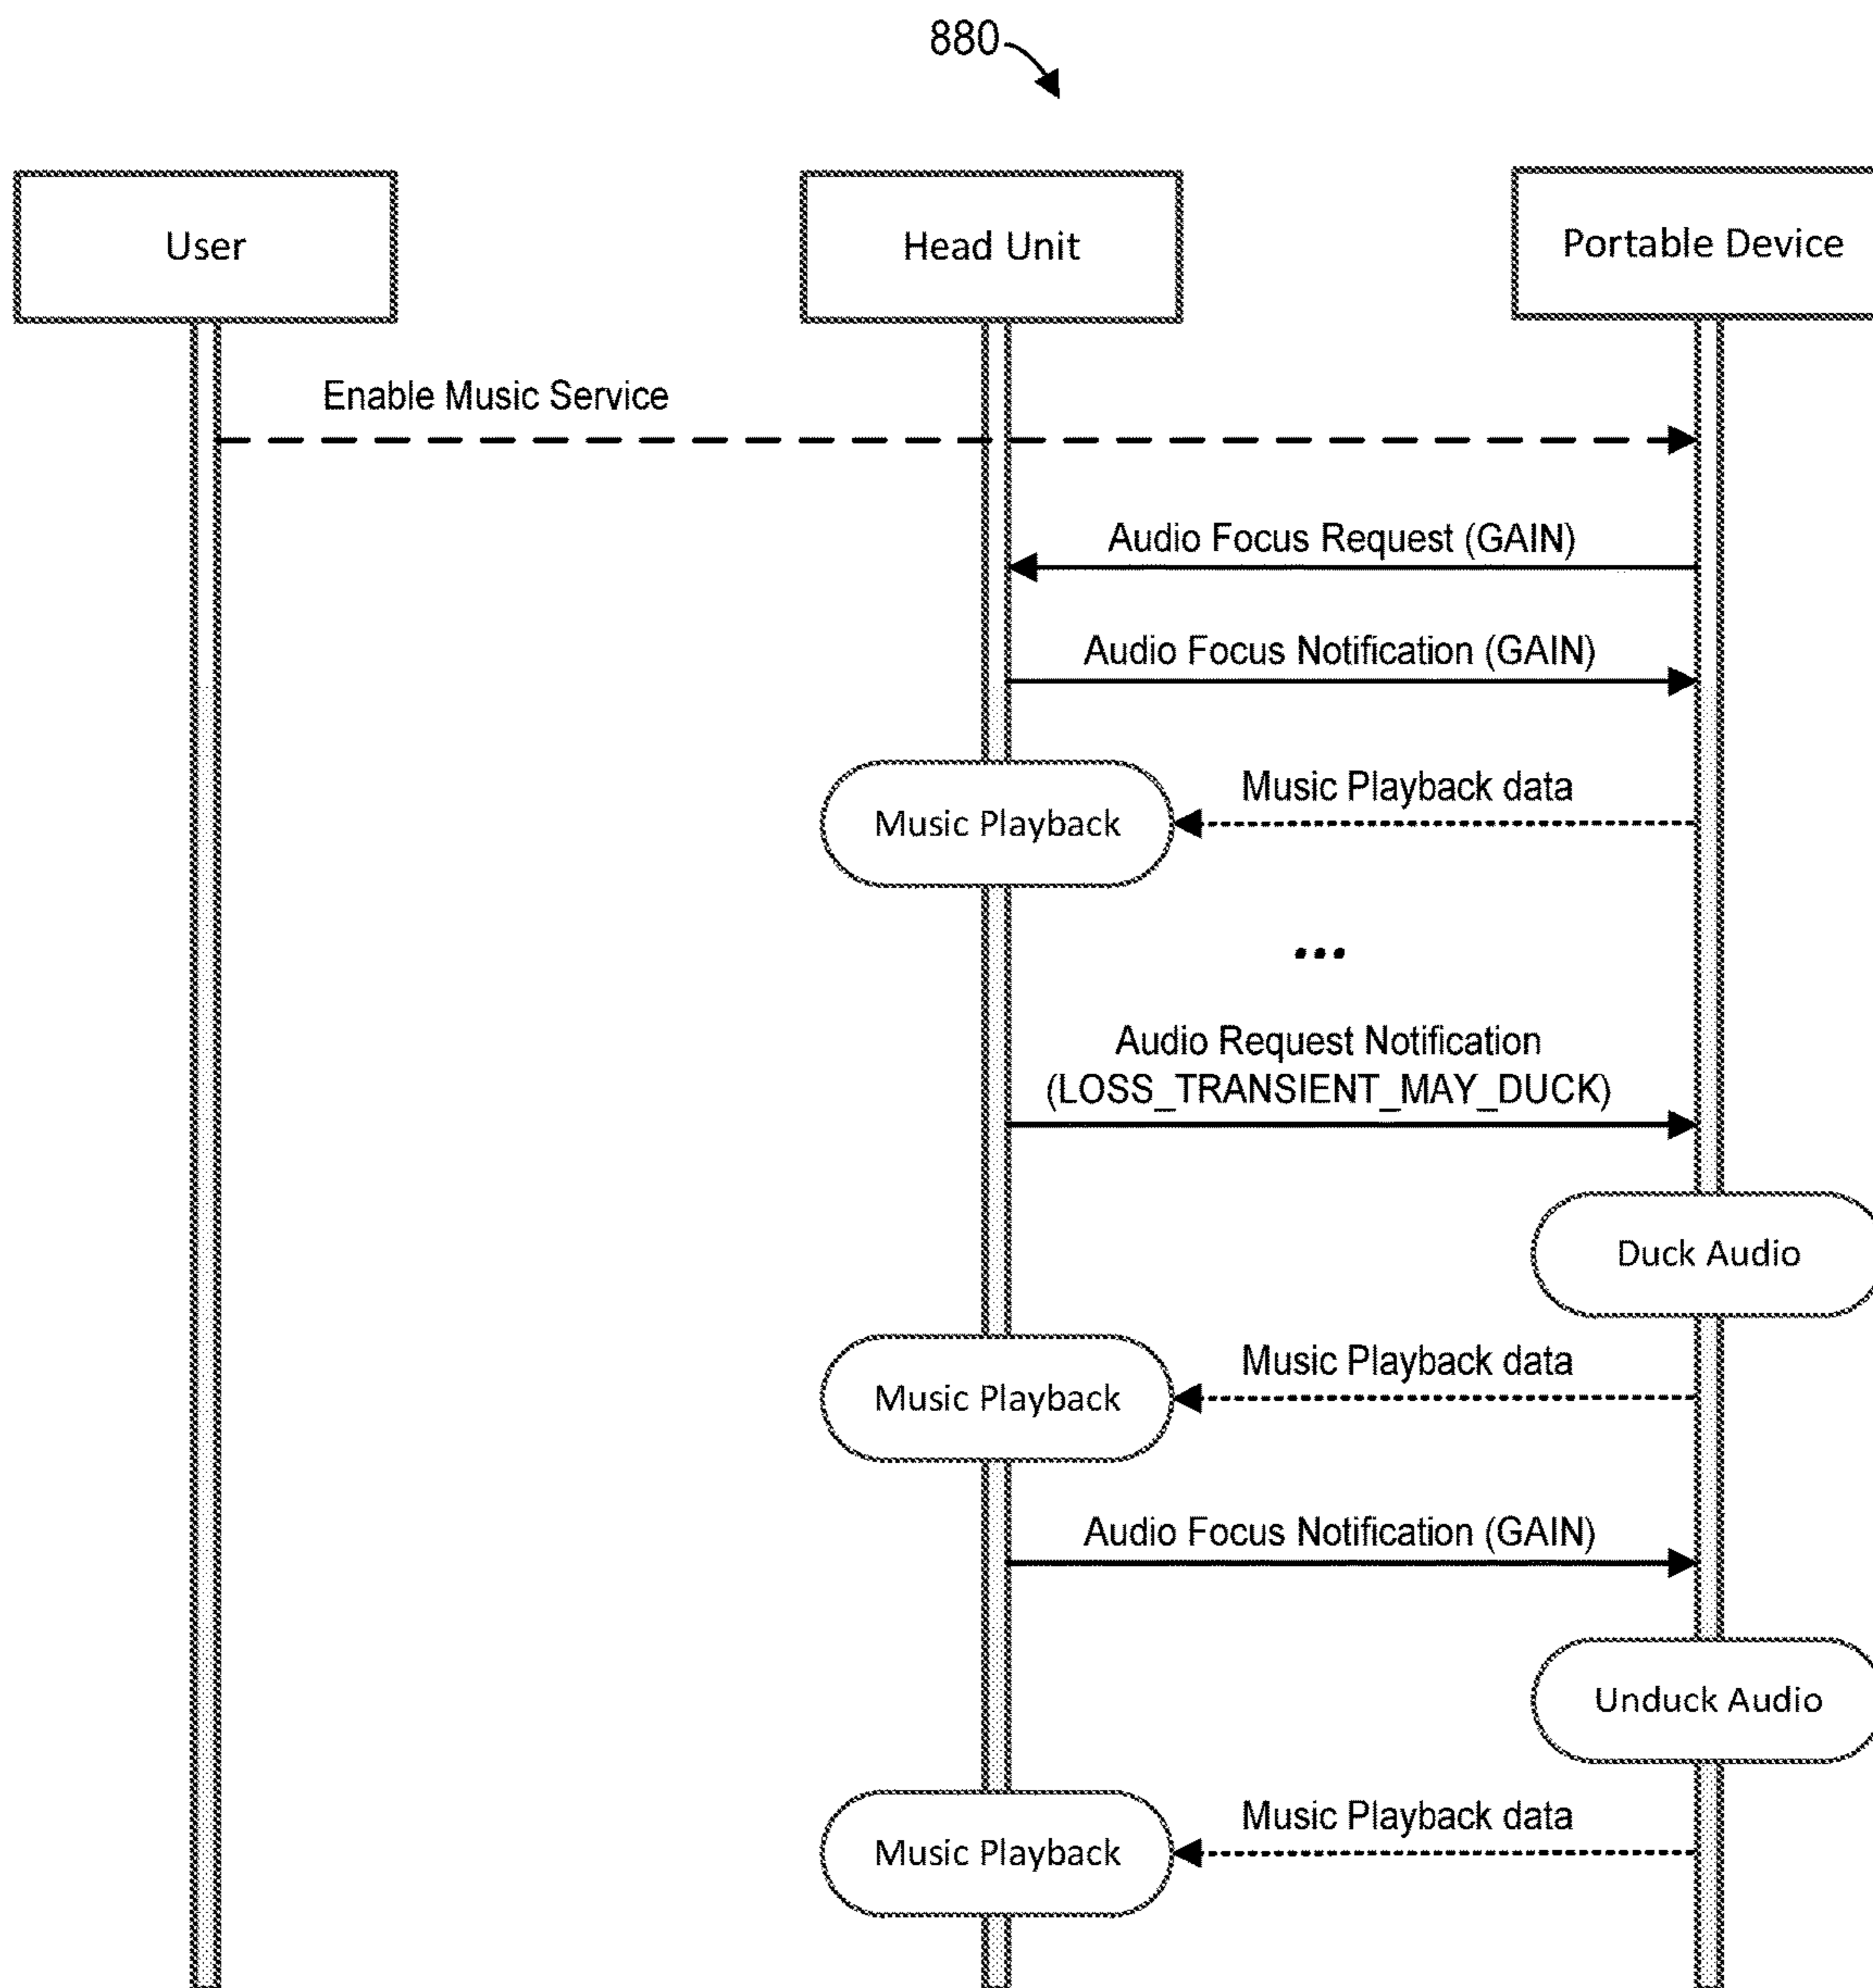 880
User
Head Unit
Portable Device
Enable Music Service
Audio Focus Request (GAIN)
Audio Focus Notification (GAIN)
Music Playback data
Music Playback
...
Audio Request Notification
(LOSS_TRANSIENT_MAY_DUCK)
Duck Audio
Music Playback data
Music Playback
Audio Focus Notification (GAIN)
Unduck Audio
Music Playback data
Music Playback